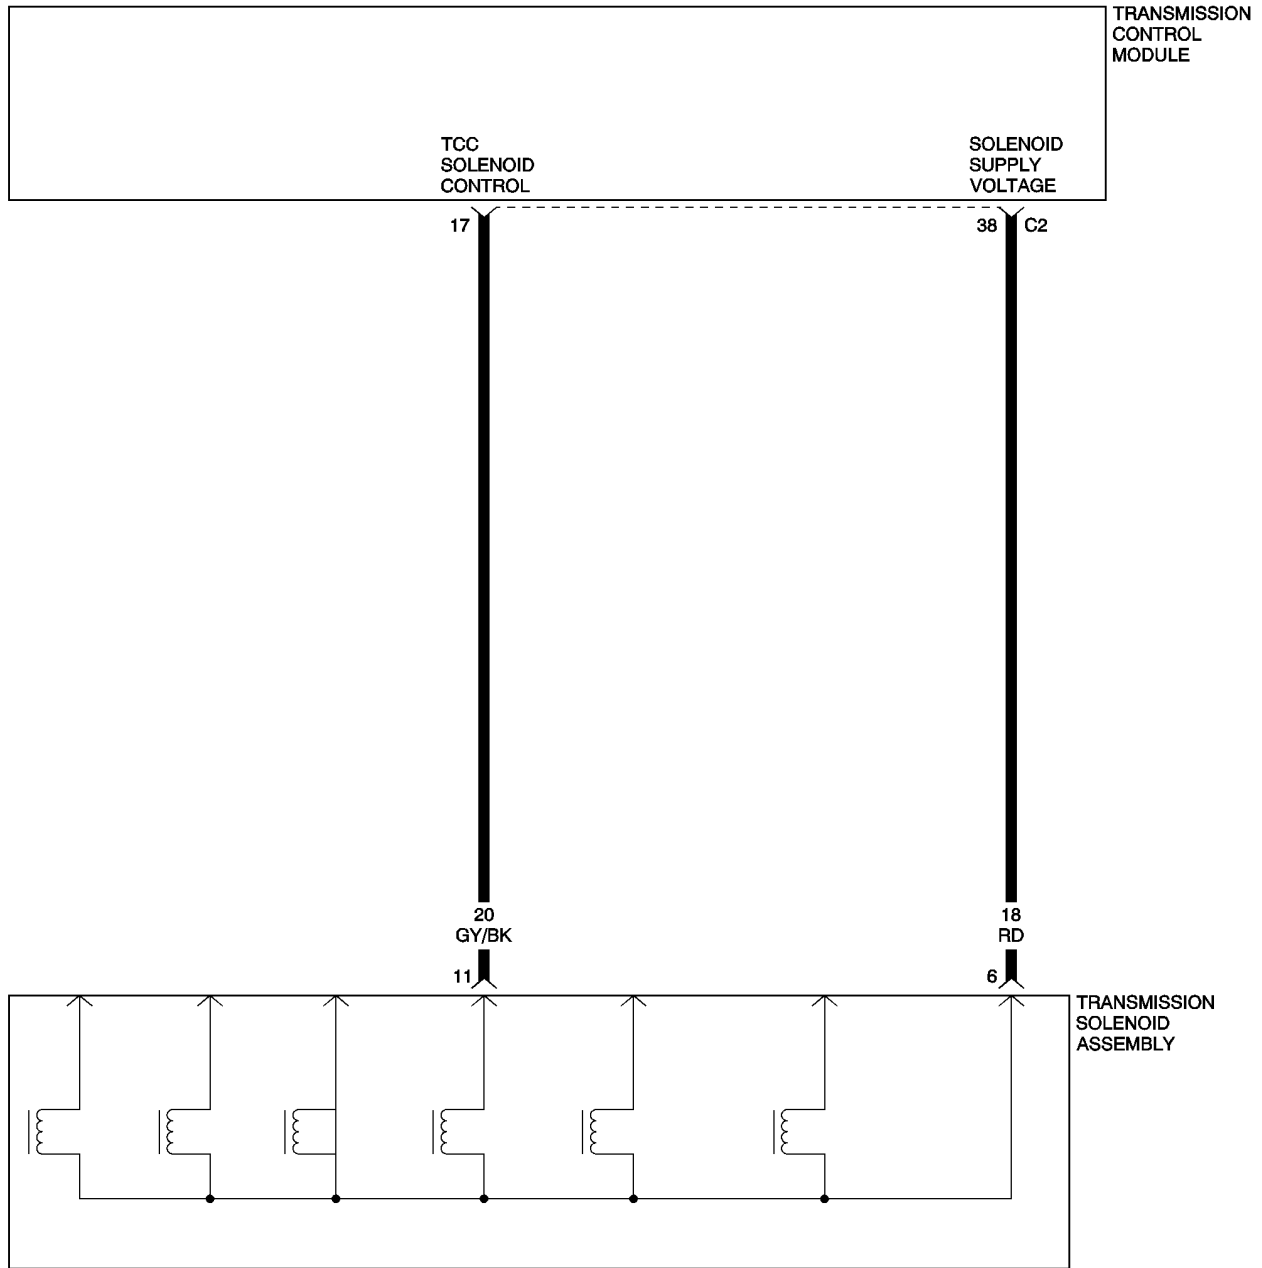 TRANSMISSION
CONTROL
MODULE
TCC
SOLENOID
CONTROL
SOLENOID
SUPPLY
VOLTAGE
17
38 C2
20
GY/BK
18
RD
11
6
TRANSMISSION
SOLENOID
ASSEMBLY